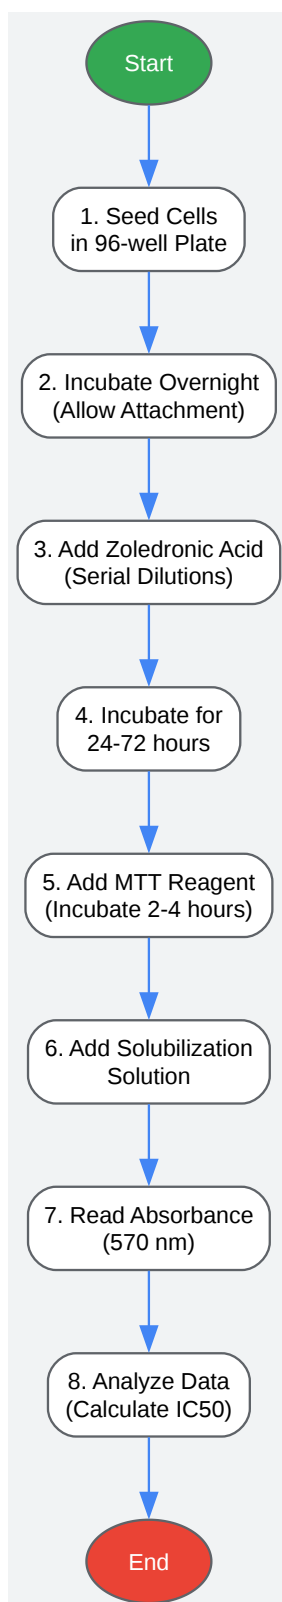 Start
1. Seed Cells
in 96-well Plate
2. Incubate Overnight
(Allow Attachment)
3. Add Zoledronic Acid
(Serial Dilutions)
4. Incubate for
24-72 hours
5. Add MTT Reagent
(Incubate 2-4 hours)
6. Add Solubilization
Solution
7. Read Absorbance
(570 nm)
8. Analyze Data
(Calculate IC50)
End